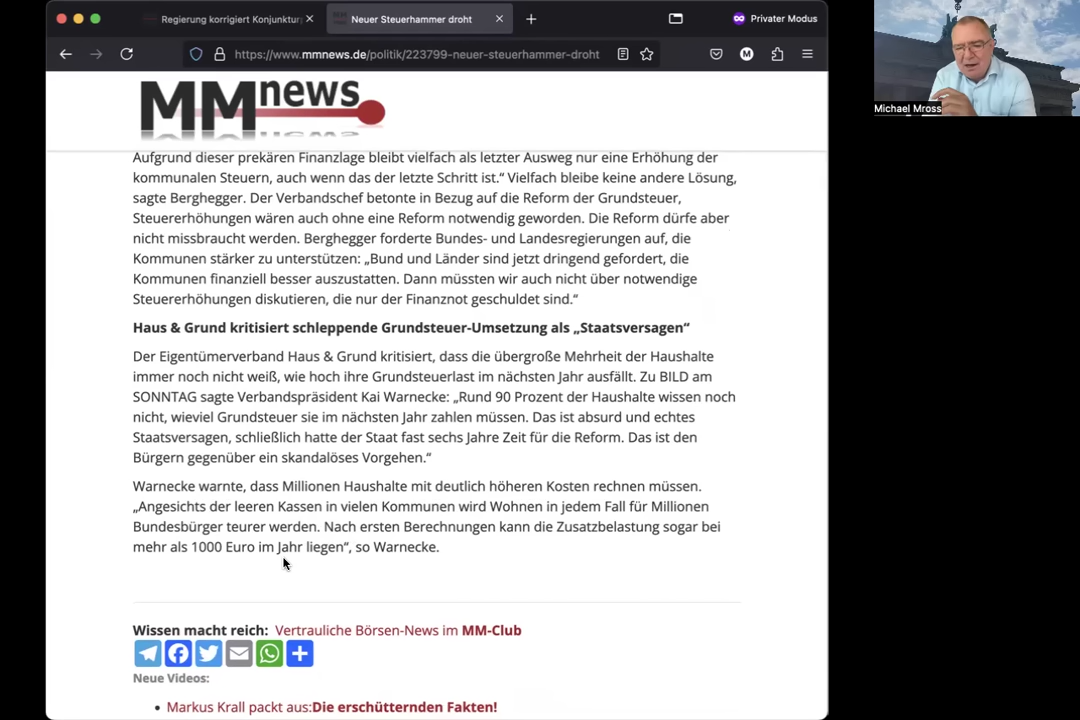 Regierung korrigiert Konjunktur
Neuer Steuerhammer droht
Privater Modus
https://www.mmnews.de/politik/223799-neuer-steuerhammer-droht
M
MMnews
Michael Mross
Aufgrund dieser prekären Finanzlage bleibt vielfach als letzter Ausweg nur eine Erhöhung der
kommunalen Steuern, auch wenn das der letzte Schritt ist.“ Vielfach bleibe keine andere Lösung,
sagte Berghegger. Der Verbandschef betonte in Bezug auf die Reform der Grundsteuer,
Steuererhöhungen wären auch ohne eine Reform notwendig geworden. Die Reform dürfe aber
nicht missbraucht werden. Berghegger forderte Bundes- und Landesregierungen auf, die
Kommunen stärker zu unterstützen: „Bund und Länder sind jetzt dringend gefordert, die
Kommunen finanziell besser auszustatten. Dann müssten wir auch nicht über notwendige
Steuererhöhungen diskutieren, die nur der Finanznot geschuldet sind.“
Haus & Grund kritisiert schleppende Grundsteuer-Umsetzung als „Staatsversagen“
Der Eigentümerverband Haus & Grund kritisiert, dass die übergroße Mehrheit der Haushalte
immer noch nicht weiß, wie hoch ihre Grundsteuerlast im nächsten Jahr ausfällt. Zu BILD am
SONNTAG sagte Verbandspräsident Kai Warnecke: „Rund 90 Prozent der Haushalte wissen noch
nicht, wieviel Grundsteuer sie im nächsten Jahr zahlen müssen. Das ist absurd und echtes
Staatsversagen, schließlich hatte der Staat fast sechs Jahre Zeit für die Reform. Das ist den
Bürgern gegenüber ein skandalöses Vorgehen.“
Warnecke warnte, dass Millionen Haushalte mit deutlich höheren Kosten rechnen müssen.
„Angesichts der leeren Kassen in vielen Kommunen wird Wohnen in jedem Fall für Millionen
Bundesbürger teurer werden. Nach ersten Berechnungen kann die Zusatzbelastung sogar bei
mehr als 1000 Euro im Jahr liegen“, so Warnecke.
Wissen macht reich: Vertrauliche Börsen-News im MM-Club
Neue Videos:
• Markus Krall packt aus:Die erschütternden Fakten!